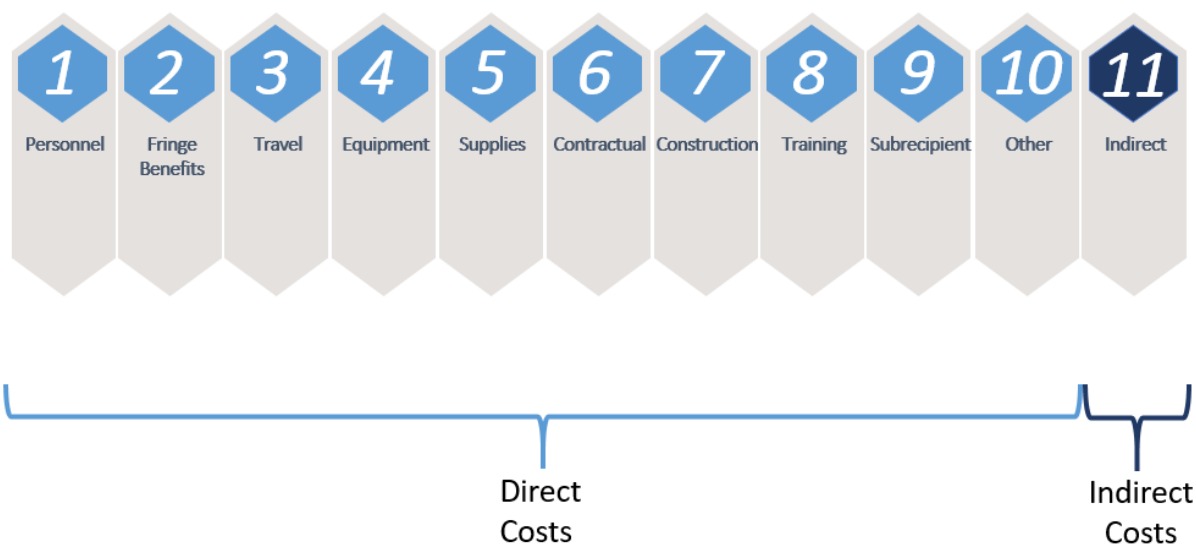 1 2 3 4 5 6 7 8 9 10 11
Personnel Fringe Travel Equipment Supplies Contractual Construction Training Subrecipient Other Indirect
Benefits
Direct Indirect
Costs Costs